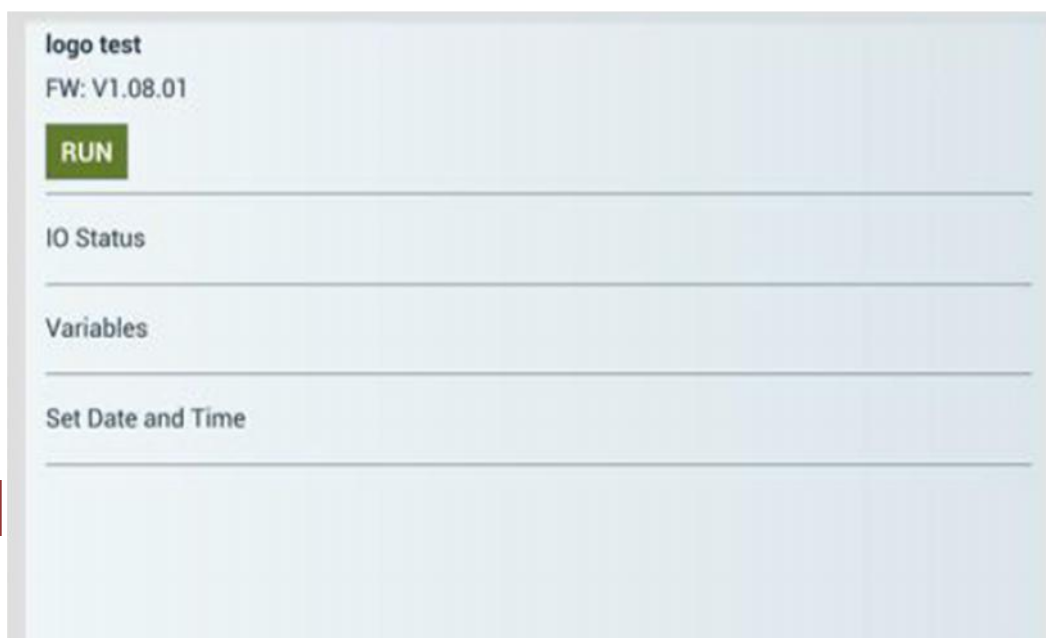 logo test
FW: V1.08.01
RUN
IO Status
Variables
Set Date and Time